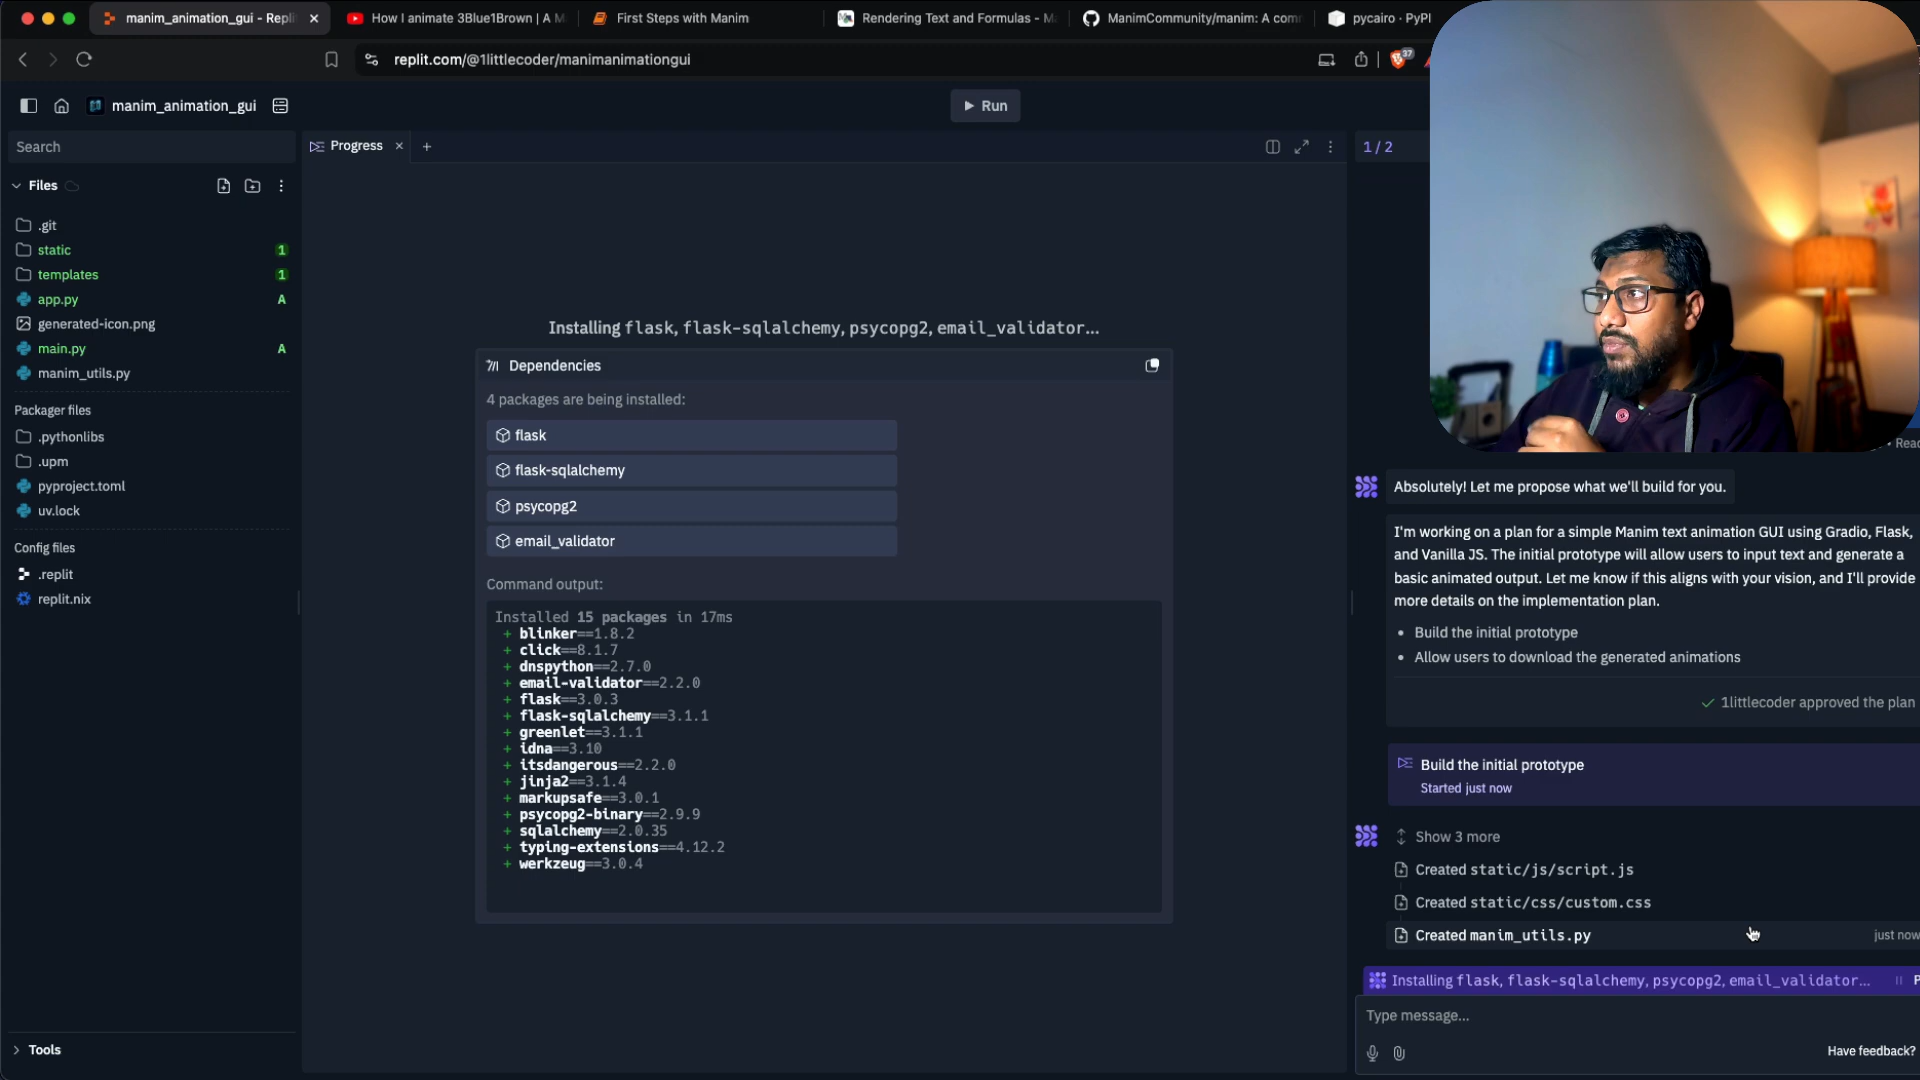 manim_animation_gui - Repli
How I animate 3Blue1Brown | A M
First Steps with Manim
Rendering Text and Formulas - M
ManimCommunity/manim: A com
pycairo · PyPI
replit.com/@1littlecoder/manimanimationgui
37
manim_animation_gui
Run
Search
Progress
1 / 2
Files
.git
static 1
templates 1
app.py A
generated-icon.png
main.py A
manim_utils.py
Packager files
.pythonlibs
.upm
pyproject.toml
uv.lock
Config files
.replit
replit.nix
Tools
Installing flask, flask-sqlalchemy, psycopg2, email_validator...
Dependencies
4 packages are being installed:
flask
flask-sqlalchemy
psycopg2
email_validator
Command output:
Installed 15 packages in 17ms
+ blinker==1.8.2
+ click==8.1.7
+ dnspython==2.7.0
+ email-validator==2.2.0
+ flask==3.0.3
+ flask-sqlalchemy==3.1.1
+ greenlet==3.1.1
+ idna==3.10
+ itsdangerous==2.2.0
+ jinja2==3.1.4
+ markupsafe==3.0.1
+ psycopg2-binary==2.9.9
+ sqlalchemy==2.0.35
+ typing-extensions==4.12.2
+ werkzeug==3.0.4
• Reac
Absolutely! Let me propose what we'll build for you.
I'm working on a plan for a simple Manim text animation GUI using Gradio, Flask,
and Vanilla JS. The initial prototype will allow users to input text and generate a
basic animated output. Let me know if this aligns with your vision, and I'll provide
more details on the implementation plan.
• Build the initial prototype
• Allow users to download the generated animations
1littlecoder approved the plan
Build the initial prototype
Started just now
Show 3 more
Created static/js/script.js
Created static/css/custom.css
Created manim_utils.py just now
Installing flask, flask-sqlalchemy, psycopg2, email_validator... P
Type message...
Have feedback?